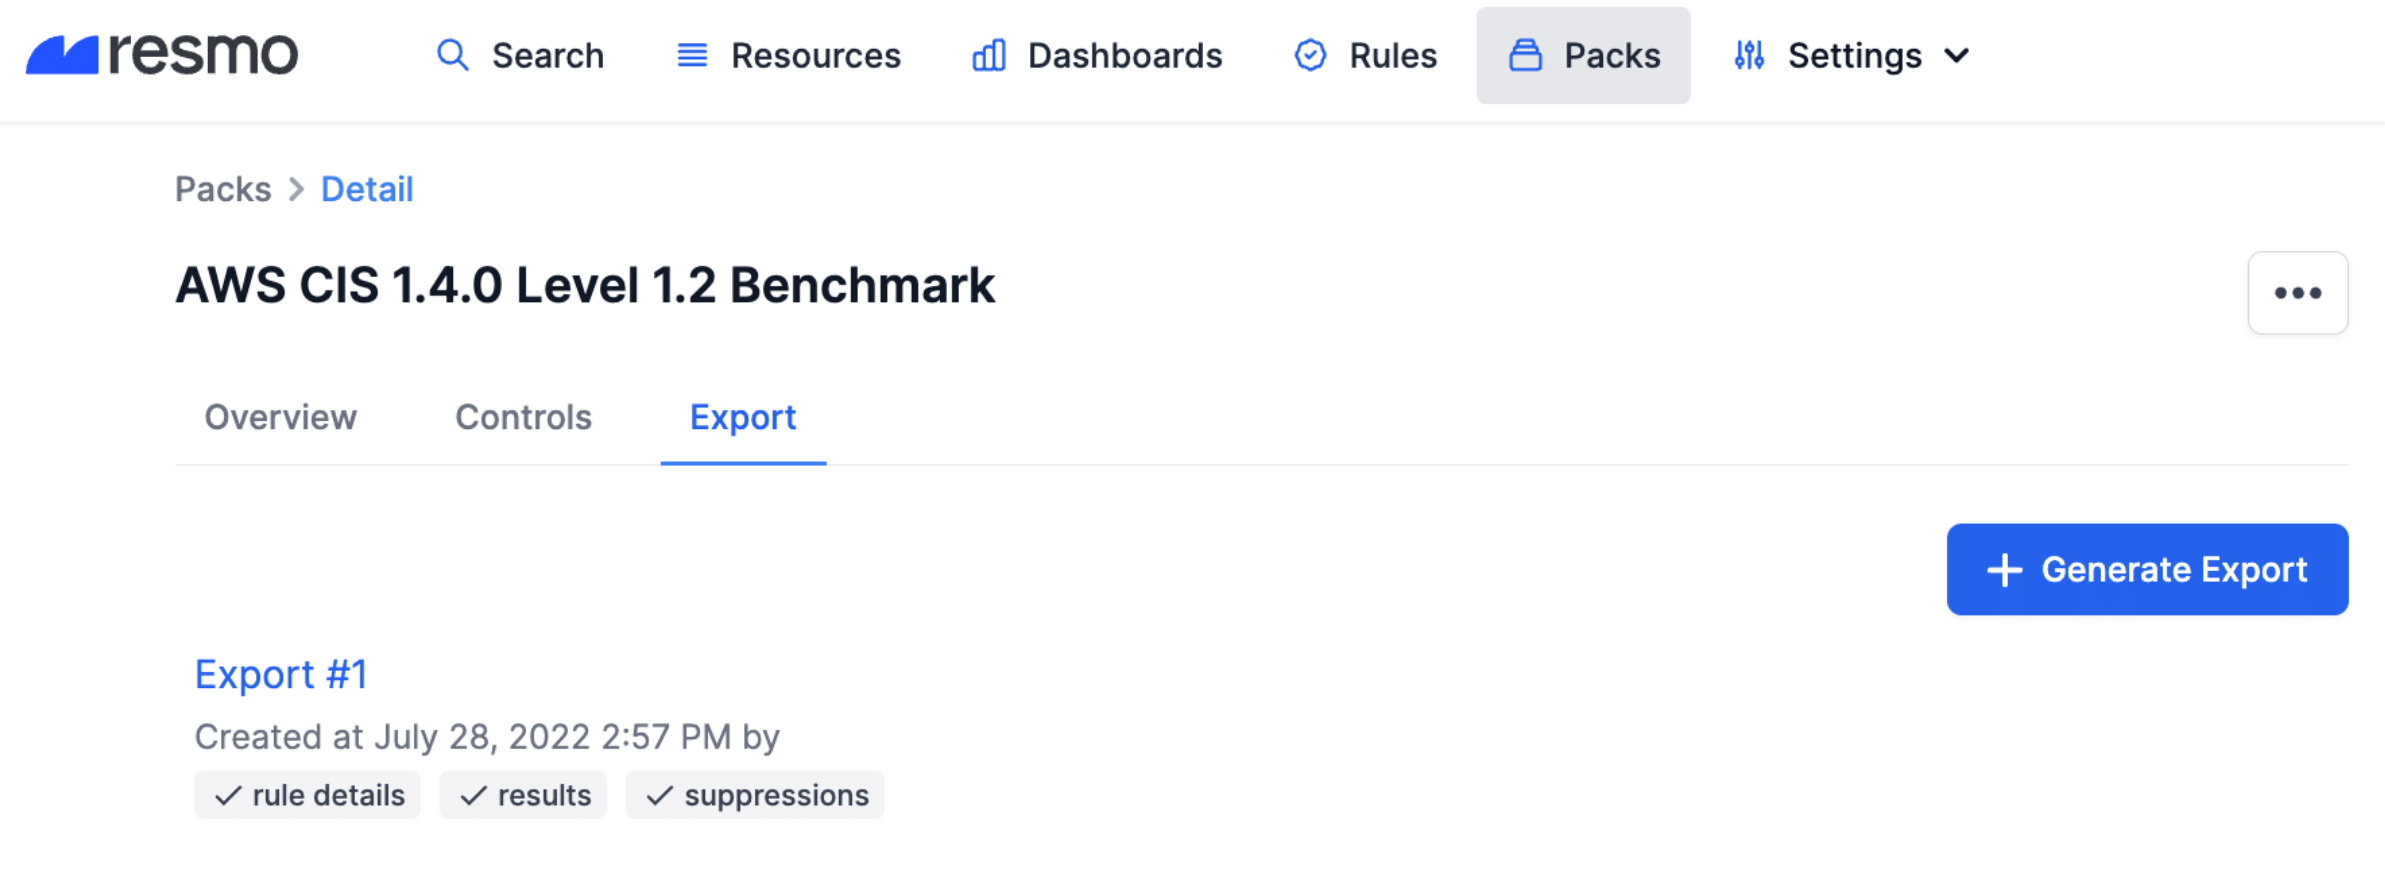 resmo Search Resources Dashboards Rules Packs Settings
Packs > Detail
AWS CIS 1.4.0 Level 1.2 Benchmark
Overview Controls Export
+ Generate Export
Export #1
Created at July 28, 2022 2:57 PM by
✓ rule details ✓ results ✓ suppressions